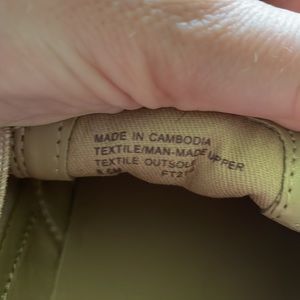 MADE IN CAMBODIA
TEXTILE/MAN-MADE UPPER
TEXTILE OUTSOLE